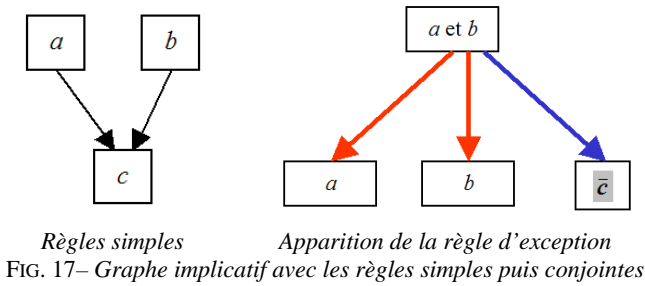 a
b
c
a et b
a
b
c̄
Règles simples
Apparition de la règle d'exception
FIG. 17– Graphe implicatif avec les règles simples puis conjointes